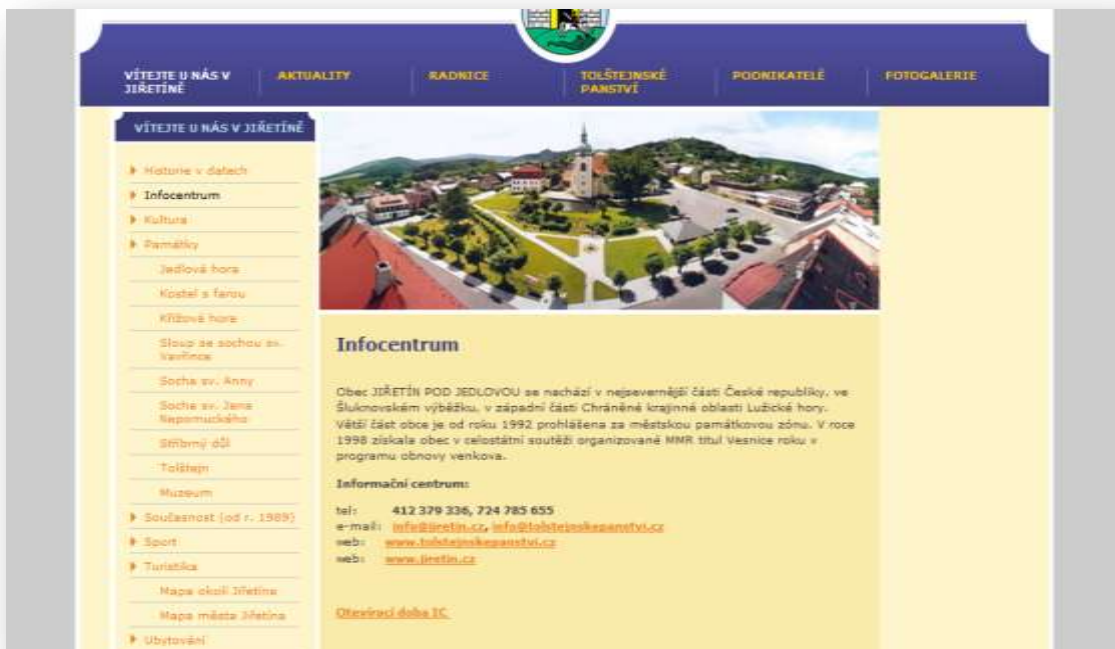 VÍTEJTE U NÁS V
JIŘETÍNĚ
AKTUALITY
RADNICE
TOLŠTEJNSKÉ
PANSTVÍ
PODNIKATELÉ
FOTOGALERIE
VÍTEJTE U NÁS V JIŘETÍNĚ
Historie v datech
Infocentrum
Kultura
Památky
Jedlová hora
Kostel s farou
Křížová hora
Sloup se sochou sv.
Vavřince
Socha sv. Anny
Socha sv. Jana
Nepomuckého
Stříbrný důl
Tolštejn
Muzeum
Současnost (od r. 1989)
Sport
Turistika
Mapa okolí Jiřetína
Mapa města Jiřetína
Ubytování
Infocentrum
Obec JIŘETÍN POD JEDLOVOU se nachází v nejsevernější části České republiky, ve
Šluknovském výběžku, v západní části Chráněné krajinné oblasti Lužické hory.
Větší část obce je od roku 1992 prohlášena za městskou památkovou zónu. V roce
1998 získala obec v celostátní soutěži organizované MMR titul Vesnice roku v
programu obnovy venkova.
Informační centrum:
tel: 412 379 336, 724 785 655
e-mail: info@jiretin.cz, info@tolstejnskepanstvi.cz
web: www.tolstejnskepanstvi.cz
web: www.jiretin.cz
Otevírací doba IC